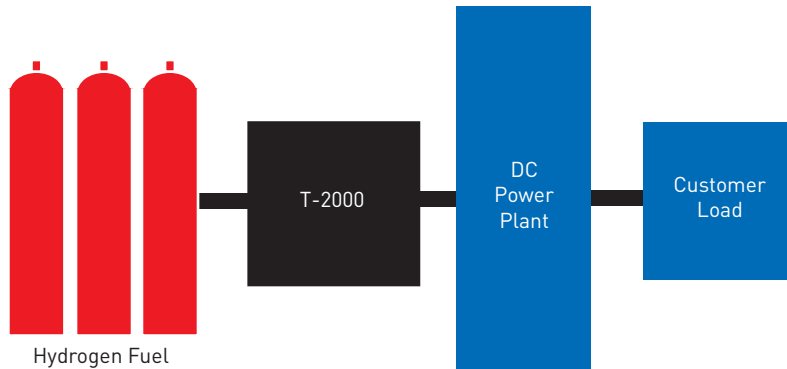 T-2000
DC
Power
Plant
Customer
Load
Hydrogen Fuel